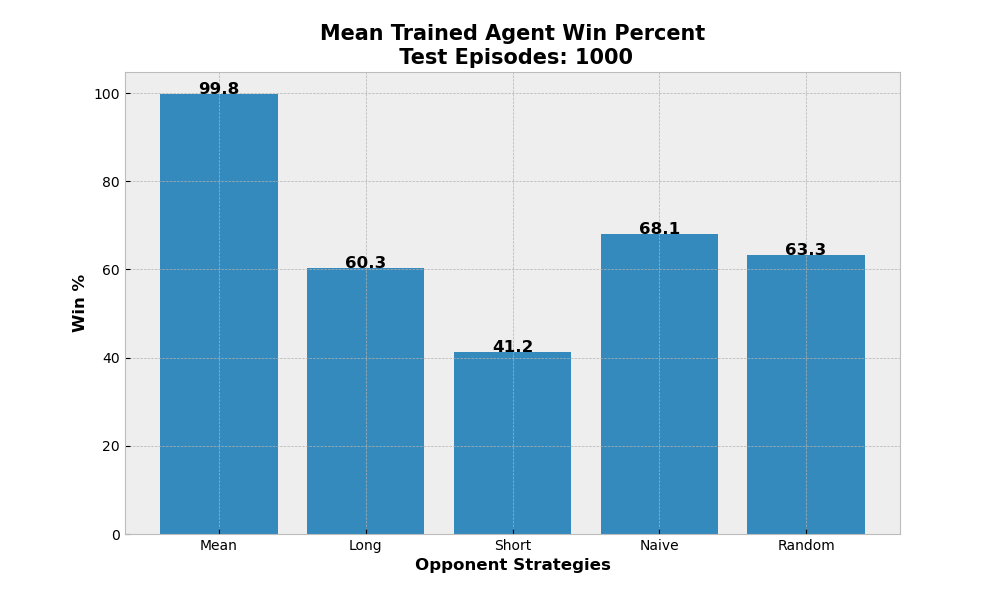 Mean Trained Agent Win Percent
Test Episodes: 1000
Win %
100
80
60
40
20
0
99.8
60.3
41.2
68.1
63.3
Mean
Long
Short
Naive
Random
Opponent Strategies